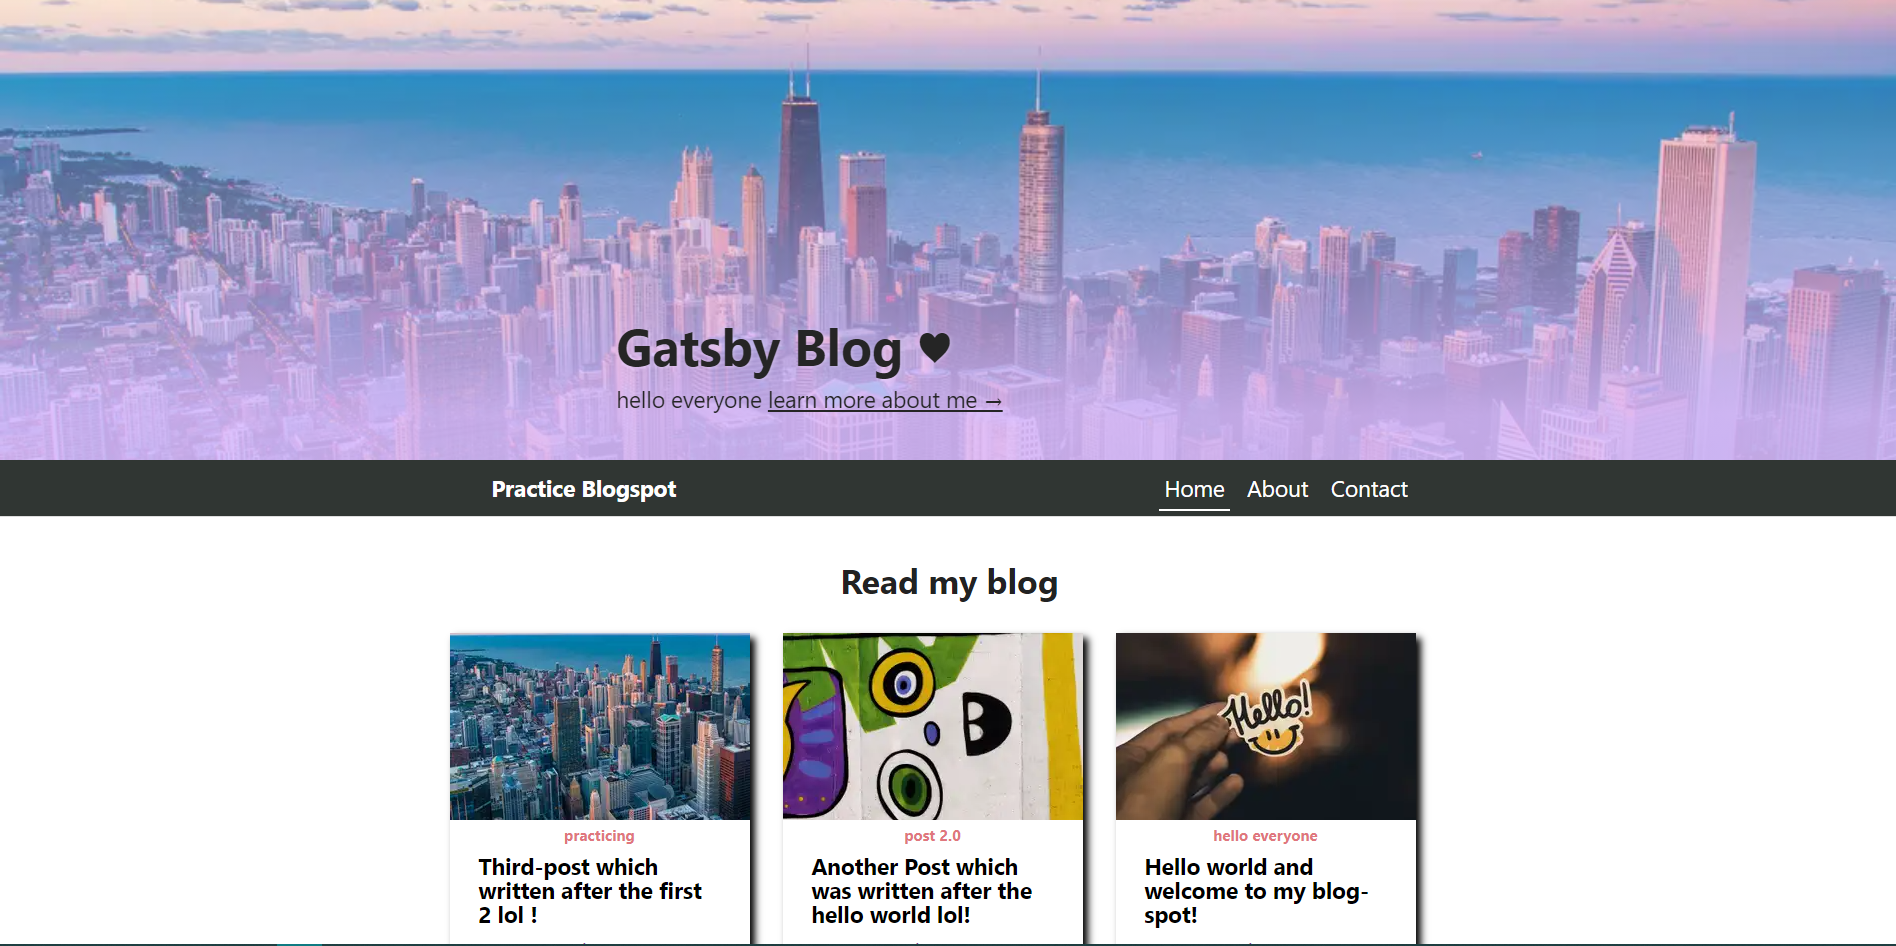 Gatsby Blog ♥
hello everyone learn more about me →
Practice Blogspot
Home About Contact
Read my blog
Hello!
practicing
Third-post which
written after the first
2 lol !
post 2.0
Another Post which
was written after the
hello world lol!
hello everyone
Hello world and
welcome to my blog-
spot!